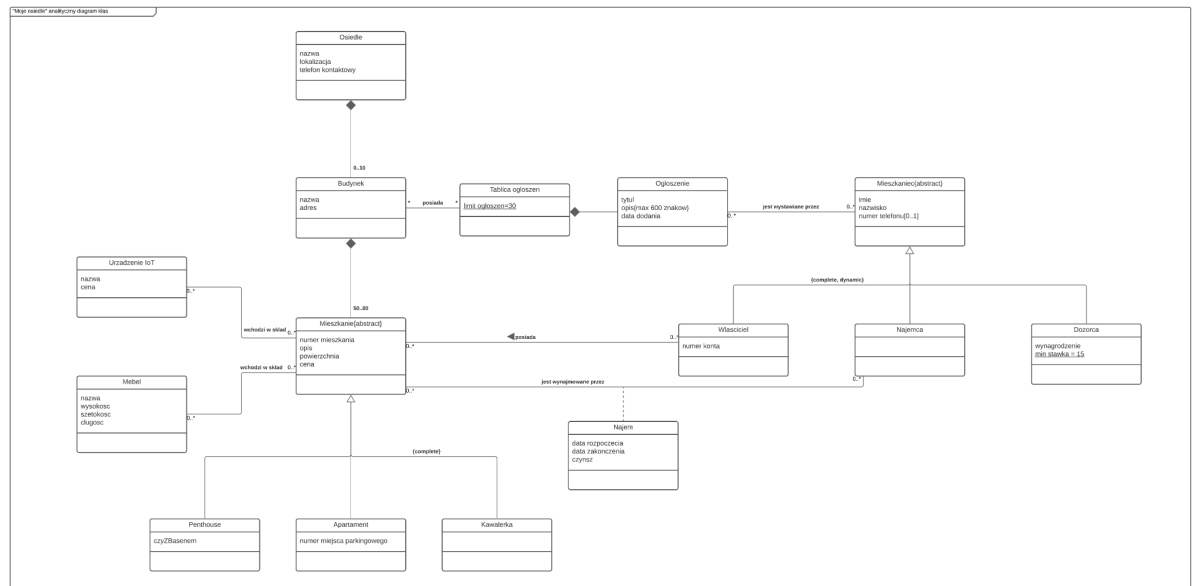 "Moje osiedle" analityczny diagram klas
Osiedle
nazwa
lokalizacja
telefon kontaktowy
0..10
Budynek
nazwa
adres
*
posiada
*
Tablica ogloszen
limit ogloszen=30
Ogłoszenie
tytul
opis{max 600 znakow}
data dodania
0..*
jest wystawiane przez
0..*
Mieszkaniec{abstract}
imie
nazwisko
numer telefonu[0..1]
{complete, dynamic}
Urzadzenie IoT
nazwa
cena
0..*
wchodzi w sklad
0..*
50..80
Mieszkanie{abstract}
numer mieszkania
opis
powierzchnia
cena
0..*
posiada
0..*
Wlasciciel
numer konta
Najemca
Dozorca
wynagrodzenie
min stawka = 15
Mebel
nazwa
wysokosc
szetokosc
dlugosc
0..*
wchodzi w sklad
0..*
0..*
jest wynajmowane przez
0..*
Najem
data rozpoczecia
data zakonczenia
czynsz
{complete}
Penthouse
czyZBasenem
Apartament
numer miejsca parkingowego
Kawalerka